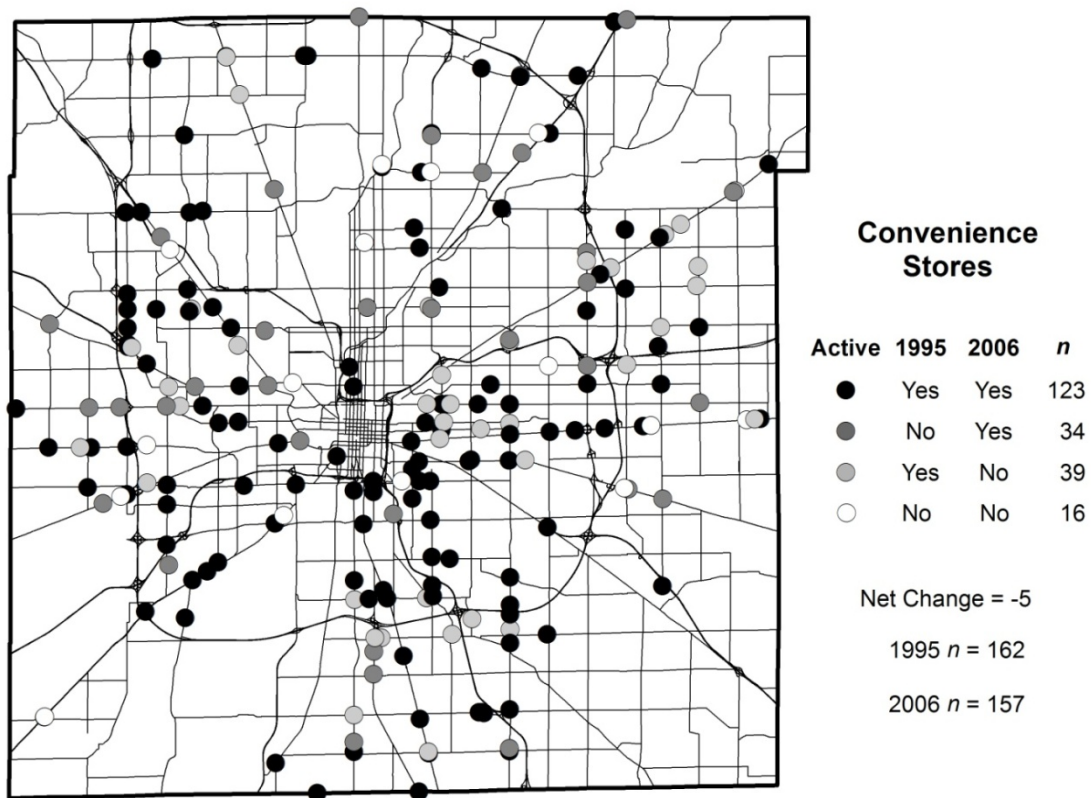 Convenience
Stores
Active 1995 2006 n
Yes Yes 123
No Yes 34
Yes No 39
No No 16
Net Change = -5
1995 n = 162
2006 n = 157